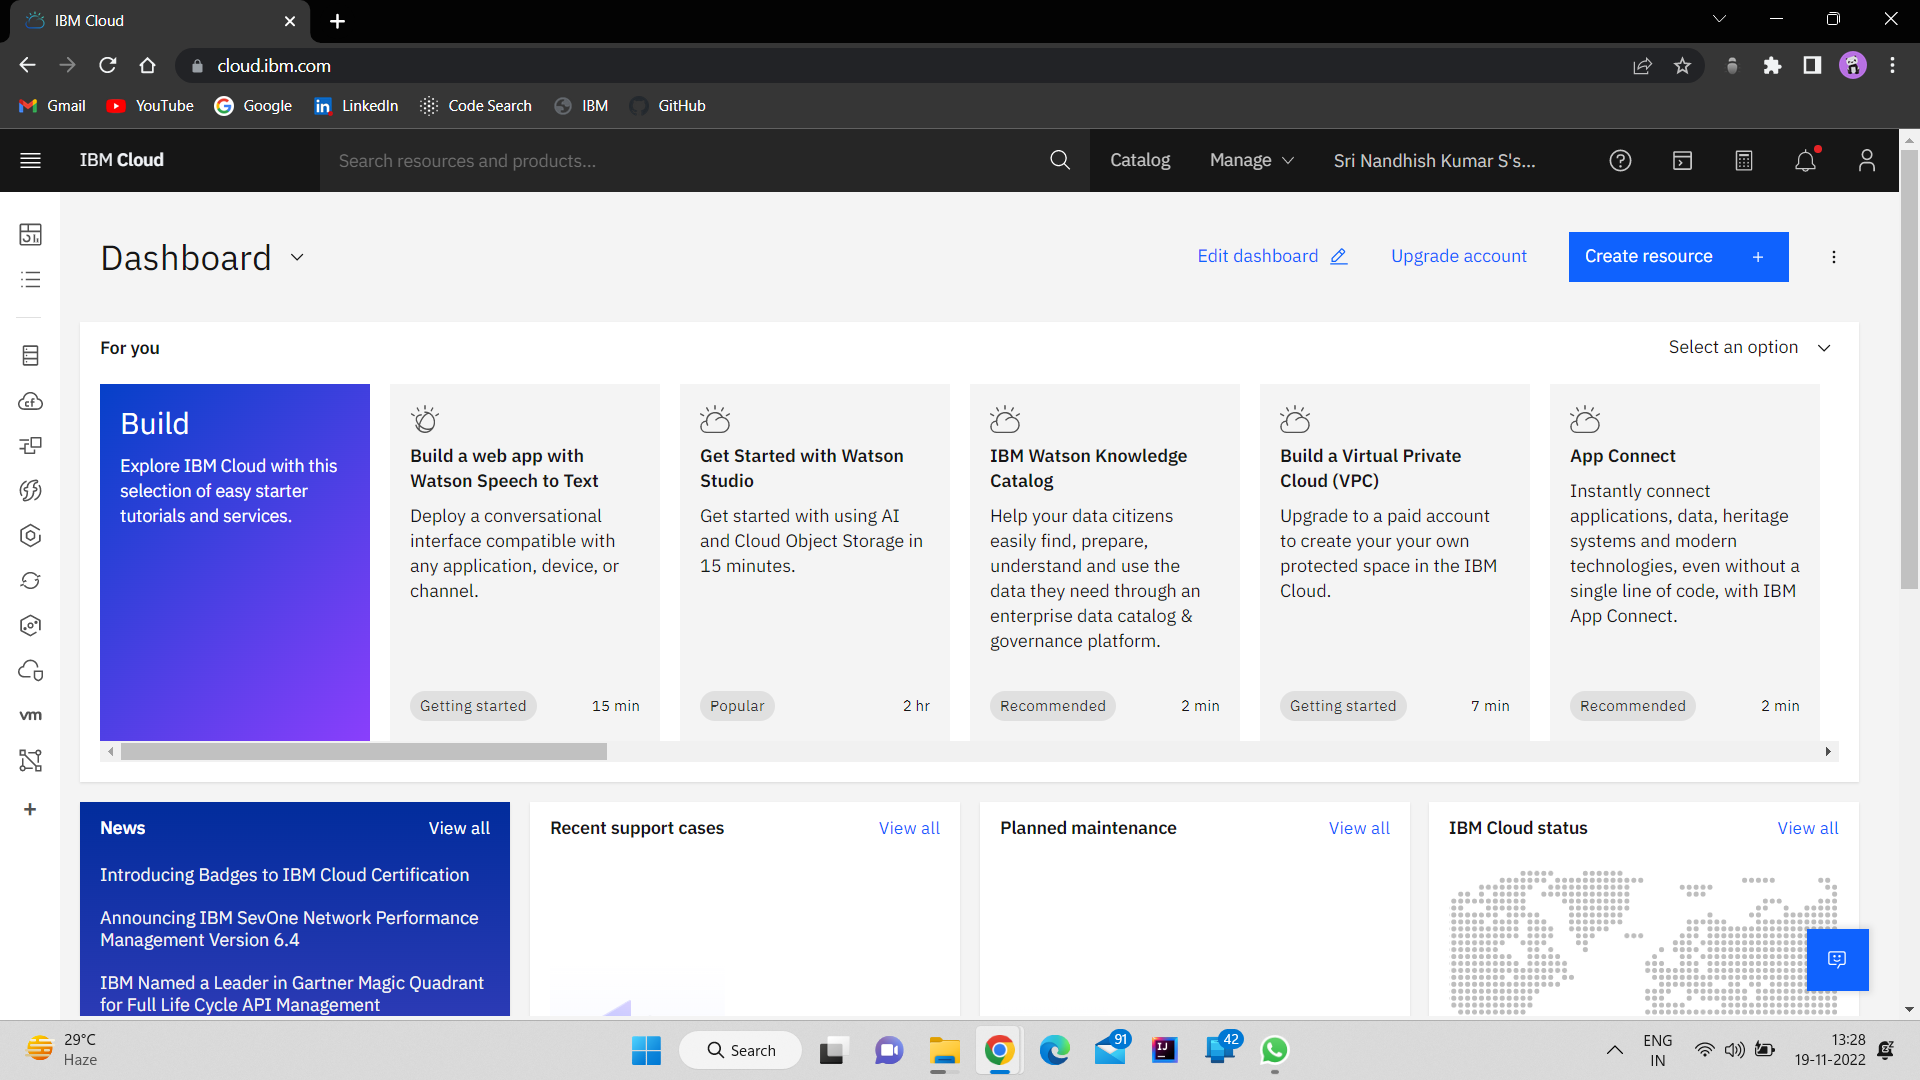 IBM Cloud
cloud.ibm.com
Gmail YouTube Google LinkedIn Code Search IBM GitHub
IBM Cloud Search resources and products... Catalog Manage Sri Nandhish Kumar S's...
Dashboard Edit dashboard Upgrade account Create resource +
For you Select an option
Build
Explore IBM Cloud with this
selection of easy starter
tutorials and services.
Build a web app with
Watson Speech to Text
Deploy a conversational
interface compatible with
any application, device, or
channel.
Getting started 15 min
Get Started with Watson
Studio
Get started with using AI
and Cloud Object Storage in
15 minutes.
Popular 2 hr
IBM Watson Knowledge
Catalog
Help your data citizens
easily find, prepare,
understand and use the
data they need through an
enterprise data catalog &
governance platform.
Recommended 2 min
Build a Virtual Private
Cloud (VPC)
Upgrade to a paid account
to create your your own
protected space in the IBM
Cloud.
Getting started 7 min
App Connect
Instantly connect
applications, data, heritage
systems and modern
technologies, even without a
single line of code, with IBM
App Connect.
Recommended 2 min
cf
vm
News View all
Introducing Badges to IBM Cloud Certification
Announcing IBM SevOne Network Performance
Management Version 6.4
IBM Named a Leader in Gartner Magic Quadrant
for Full Life Cycle API Management
Recent support cases View all
Planned maintenance View all
IBM Cloud status View all
29°C
Haze
Search
91
IJ
42
ENG
IN
13:28
19-11-2022